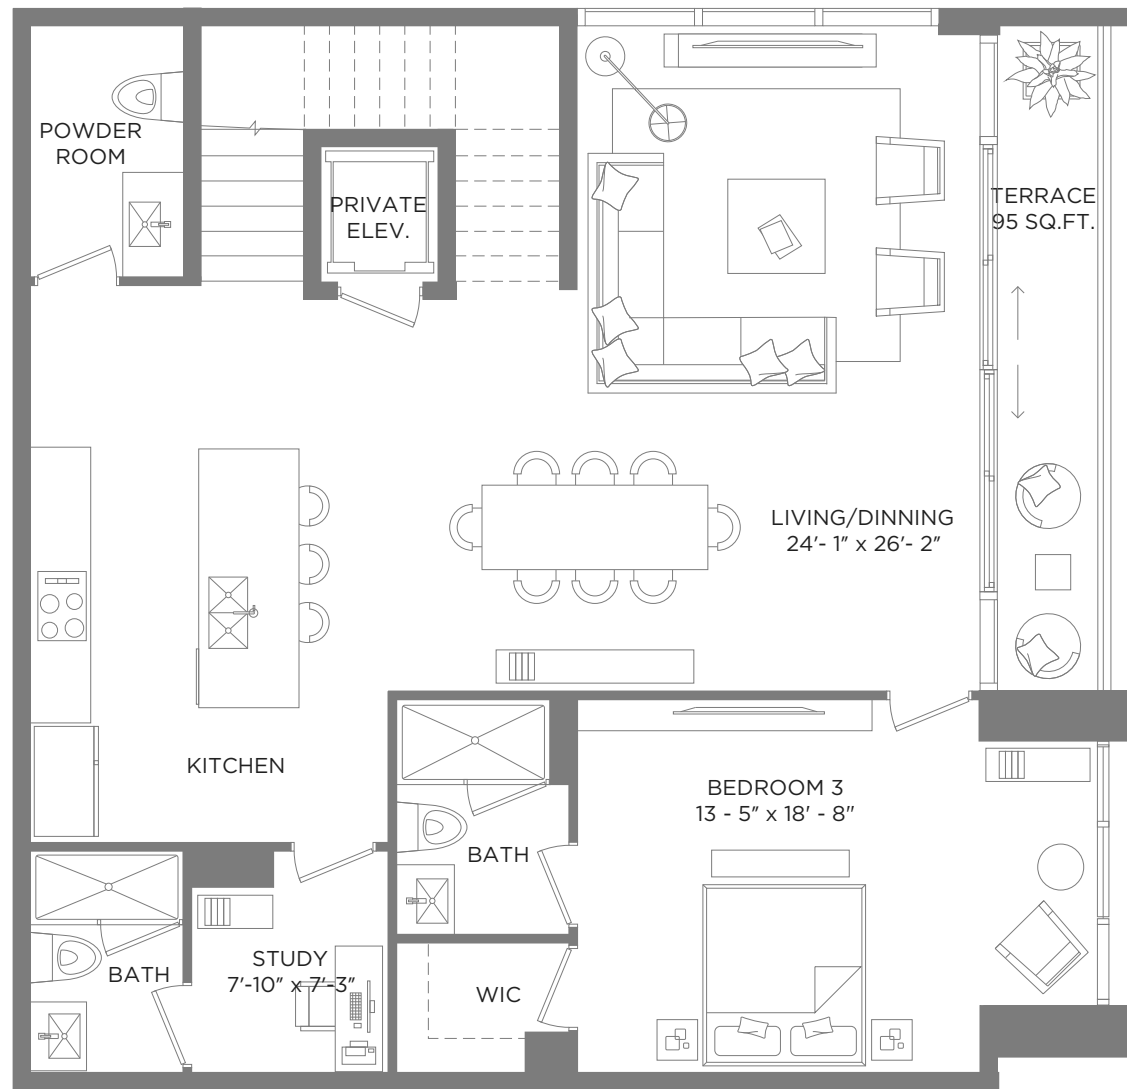 POWDER
ROOM
PRIVATE
ELEV.
TERRACE
95 SQ.FT.
LIVING/DINNING
24'- 1" x 26'- 2"
KITCHEN
BEDROOM 3
13 - 5" x 18' - 8"
BATH
STUDY
7'-10" x 7'-3"
BATH
WIC